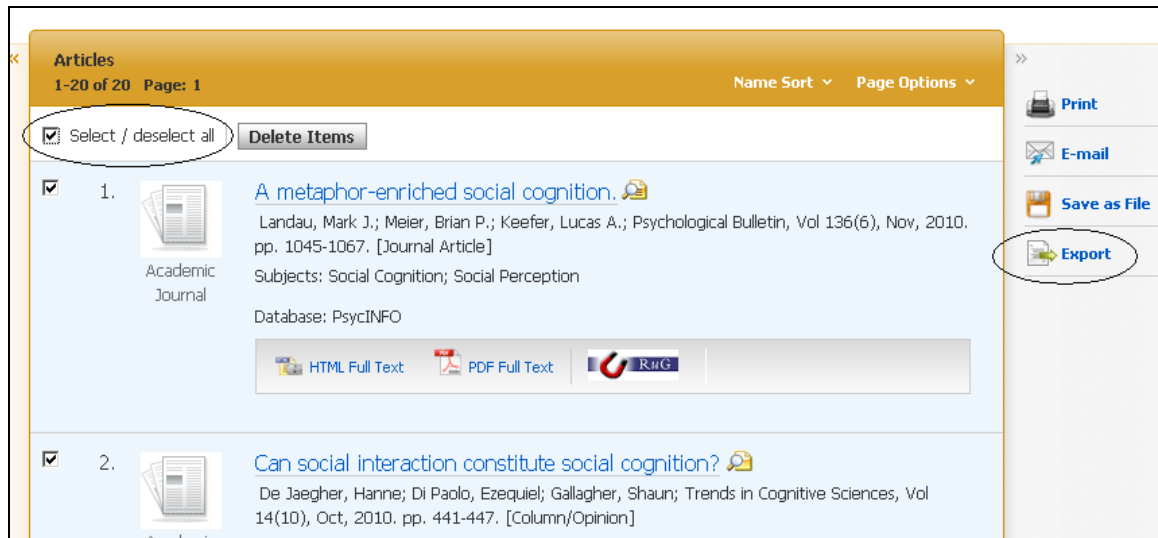 «
Articles
1-20 of 20 Page: 1
Name Sort Page Options
»
Print
E-mail
Save as File
Export
Select / deselect all Delete Items
1. A metaphor-enriched social cognition.
Landau, Mark J.; Meier, Brian P.; Keefer, Lucas A.; Psychological Bulletin, Vol 136(6), Nov, 2010.
pp. 1045-1067. [Journal Article]
Academic
Journal
Subjects: Social Cognition; Social Perception
Database: PsycINFO
HTML Full Text PDF Full Text RuG
2. Can social interaction constitute social cognition?
De Jaegher, Hanne; Di Paolo, Ezequiel; Gallagher, Shaun; Trends in Cognitive Sciences, Vol
14(10), Oct, 2010. pp. 441-447. [Column/Opinion]